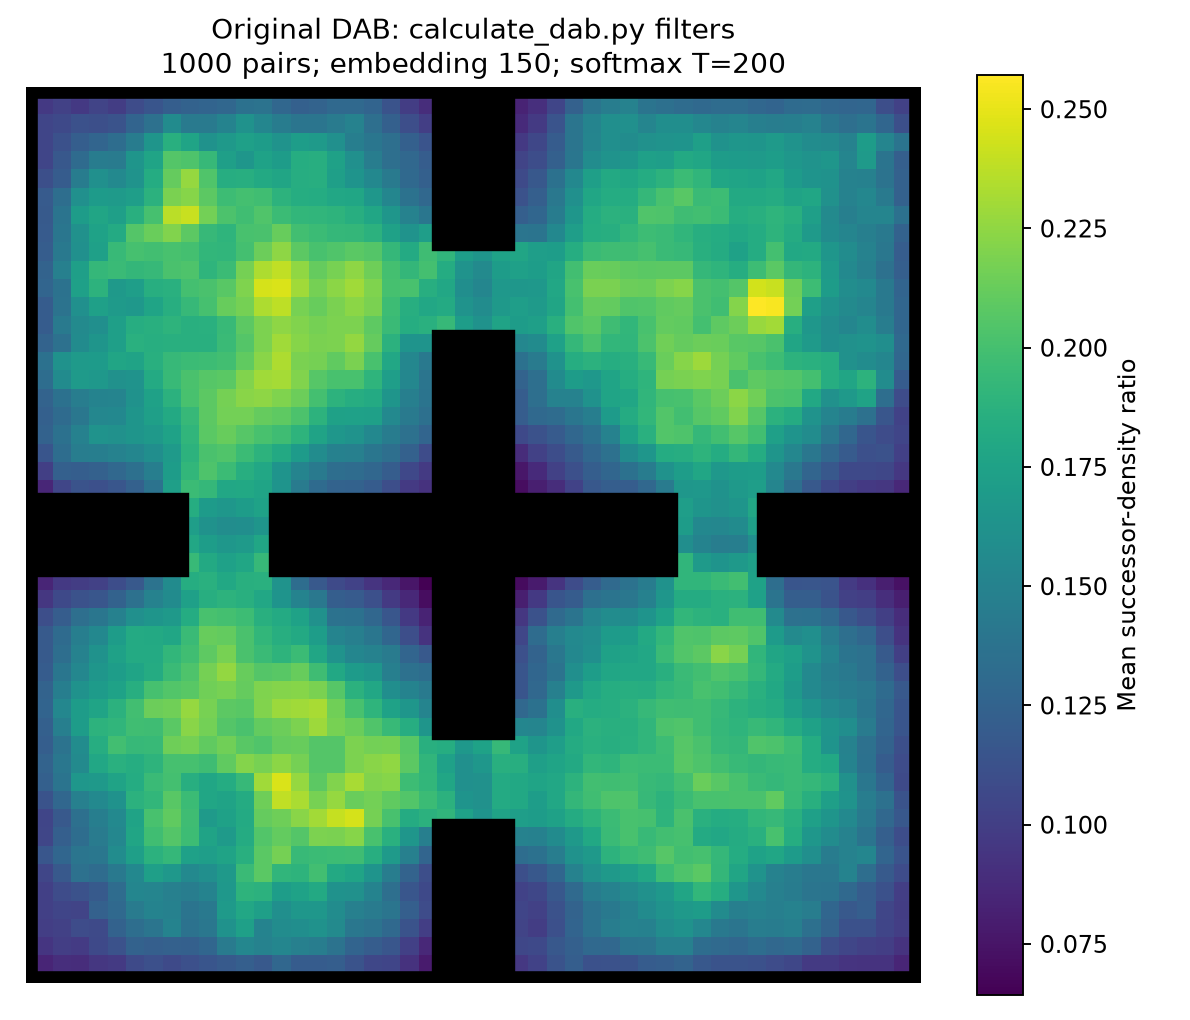 Original DAB: calculate_dab.py filters
1000 pairs; embedding 150; softmax T=200
0.250
0.225
0.200
0.175
0.150
0.125
0.100
0.075
Mean successor-density ratio